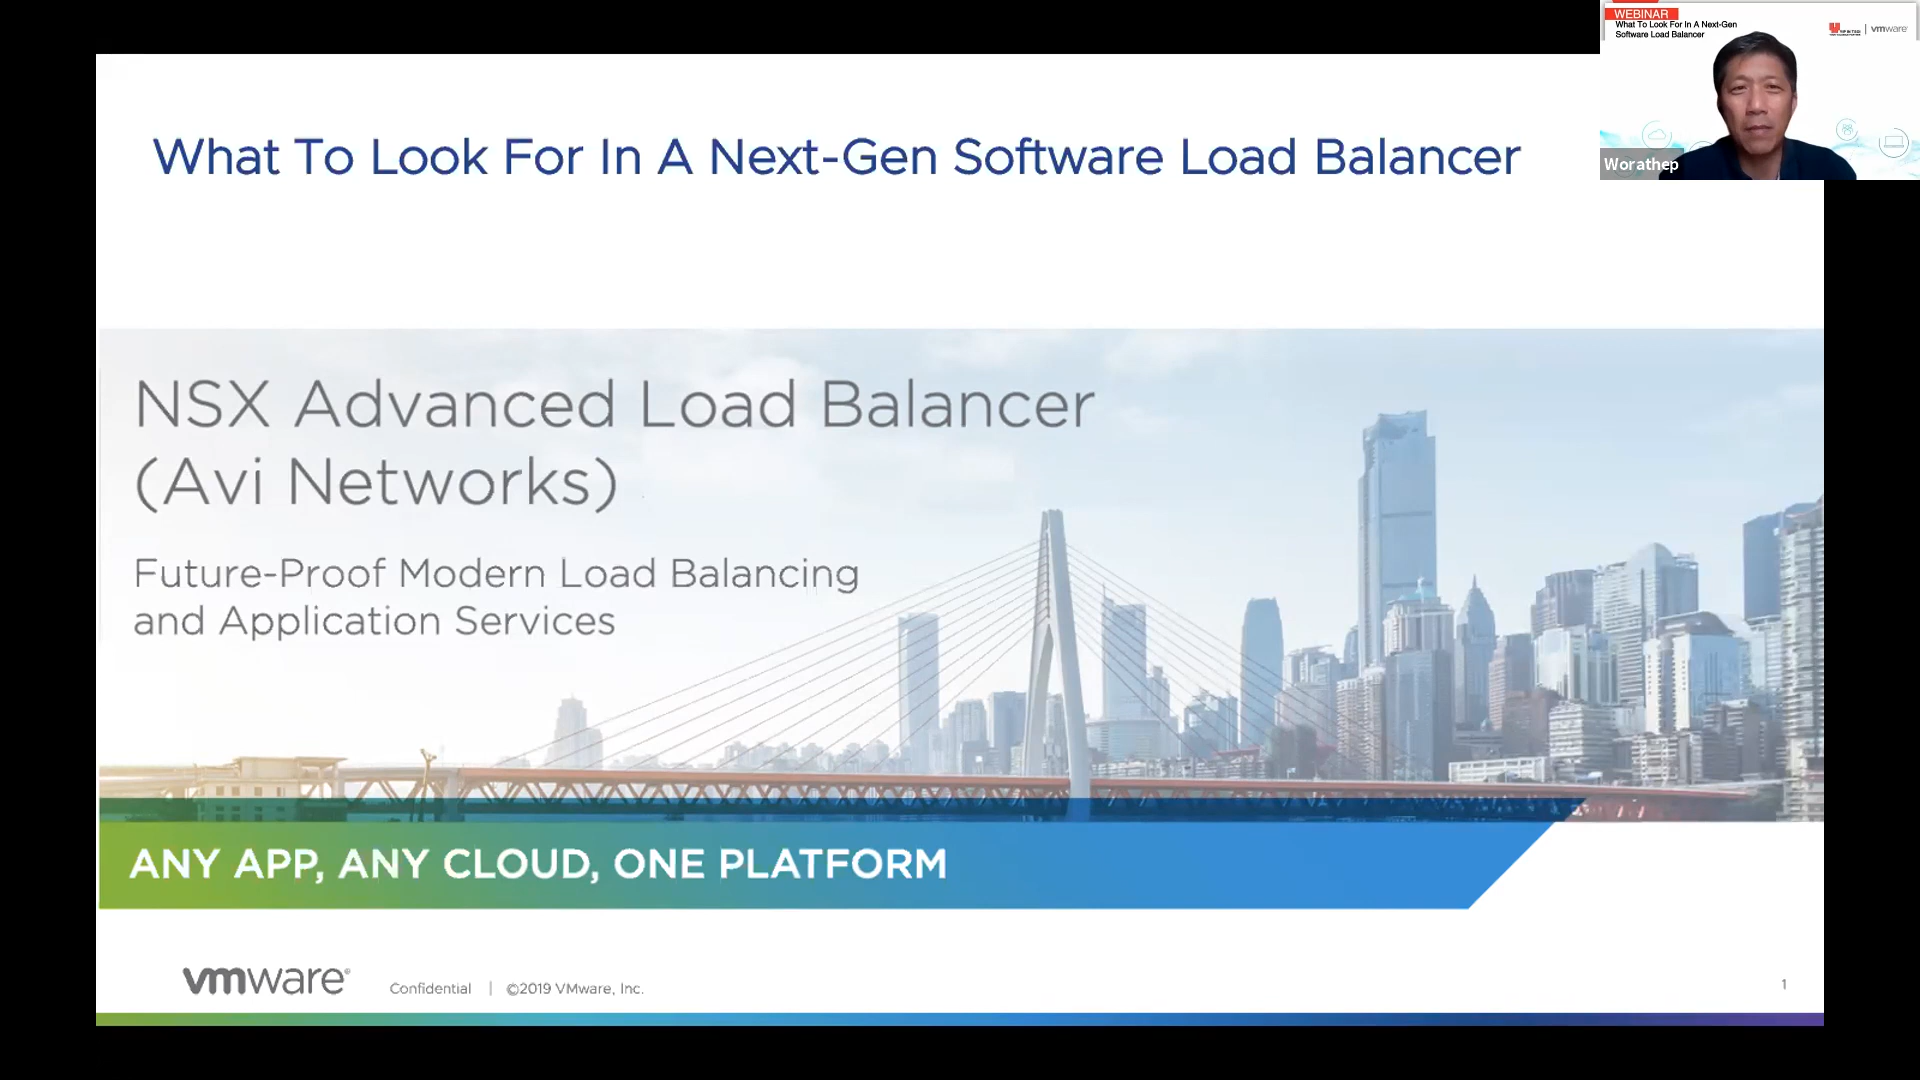 WEBINAR
What To Look For In A Next-Gen
Software Load Balancer
vmware
Worathep
What To Look For In A Next-Gen Software Load Balancer
NSX Advanced Load Balancer
(Avi Networks)
Future-Proof Modern Load Balancing
and Application Services
ANY APP, ANY CLOUD, ONE PLATFORM
vmware®
Confidential | ©2019 VMware, Inc.
1